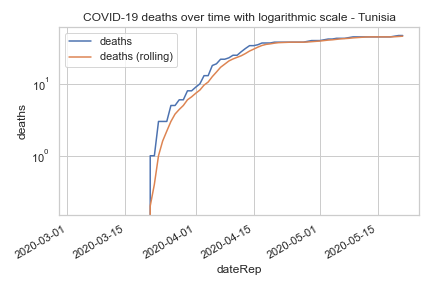 COVID-19 deaths over time with logarithmic scale - Tunisia
deaths
deaths (rolling)
10¹
10⁰
deaths
2020-03-01
2020-03-15
2020-04-01
2020-04-15
2020-05-01
2020-05-15
dateRep